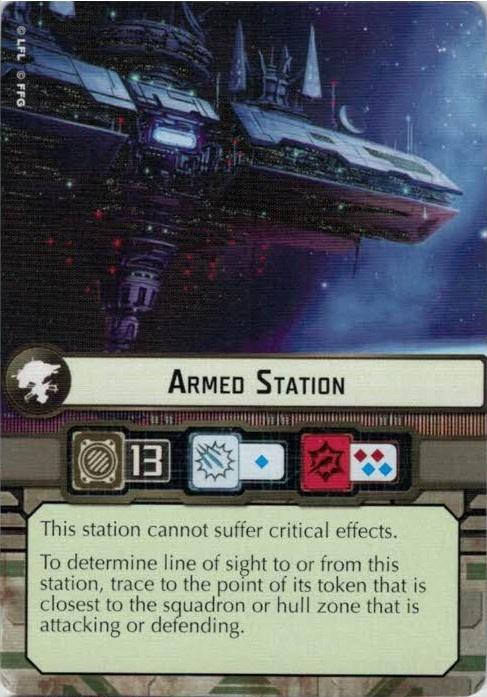 © LFL © FFG
ARMED STATION
13
This station cannot suffer critical effects.
To determine line of sight to or from this
station, trace to the point of its token that is
closest to the squadron or hull zone that is
attacking or defending.